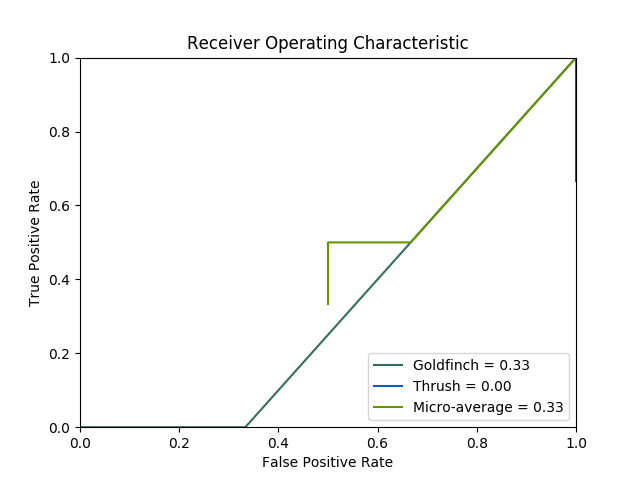 Receiver Operating Characteristic
True Positive Rate
1.0
0.8
0.6
0.4
0.2
0.0
Goldfinch = 0.33
Thrush = 0.00
Micro-average = 0.33
0.0 0.2 0.4 0.6 0.8 1.0
False Positive Rate